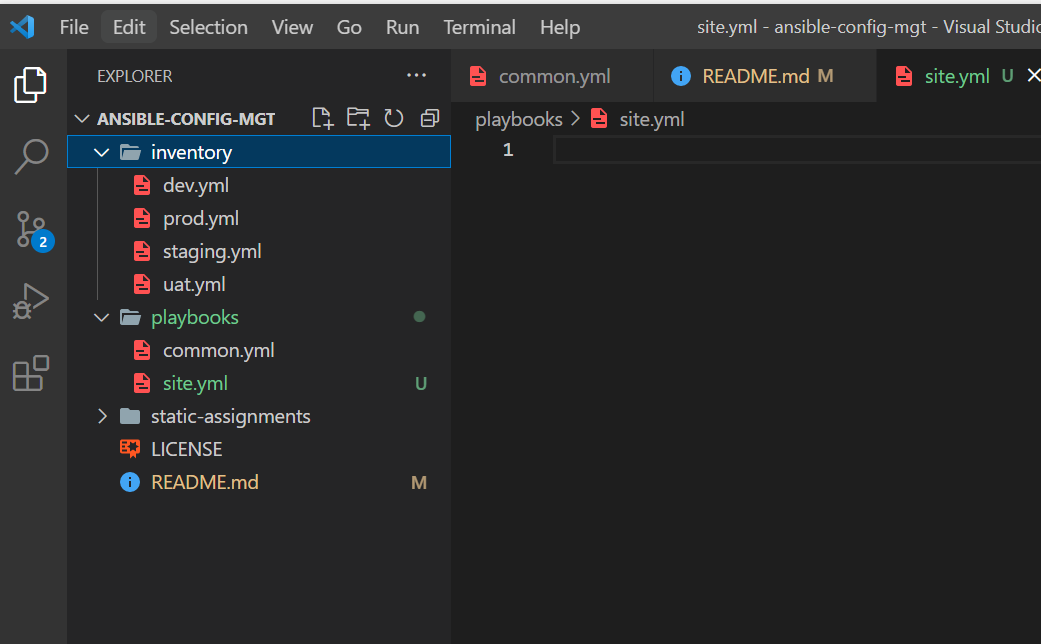 File Edit Selection View Go Run Terminal Help site.yml - ansible-config-mgt - Visual Studio
EXPLORER ···
common.yml README.md M site.yml U
ANSIBLE-CONFIG-MGT
playbooks > site.yml
1
inventory
dev.yml
prod.yml
staging.yml
2
uat.yml
playbooks
common.yml
site.yml U
static-assignments
LICENSE
README.md M